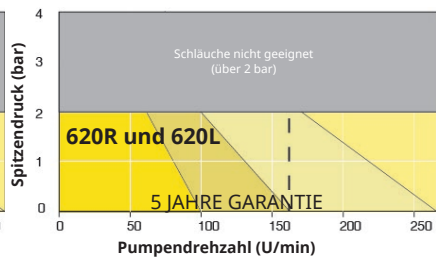 4
3
2
1
0
Spitzendruck (bar)
Schläuche nicht geeignet
(über 2 bar)
620R und 620L
5 JAHRE GARANTIE
0 50 100 150 200 250
Pumpendrehzahl (U/min)